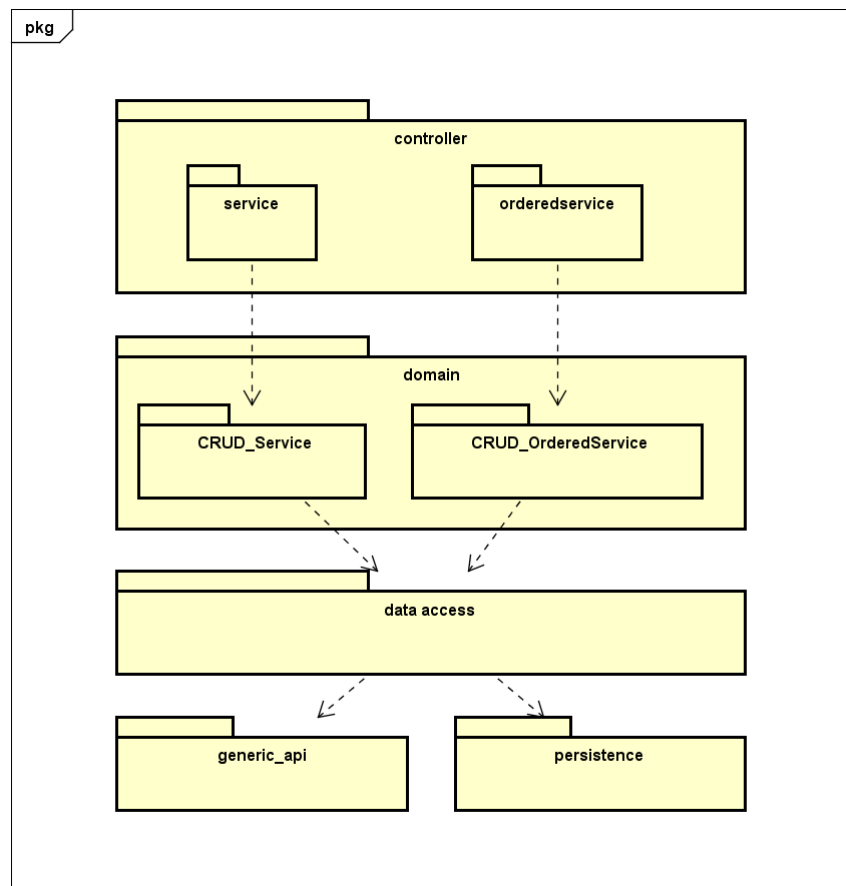 pkg
controller
service
orderedservice
domain
CRUD_Service
CRUD_OrderedService
data access
generic_api
persistence